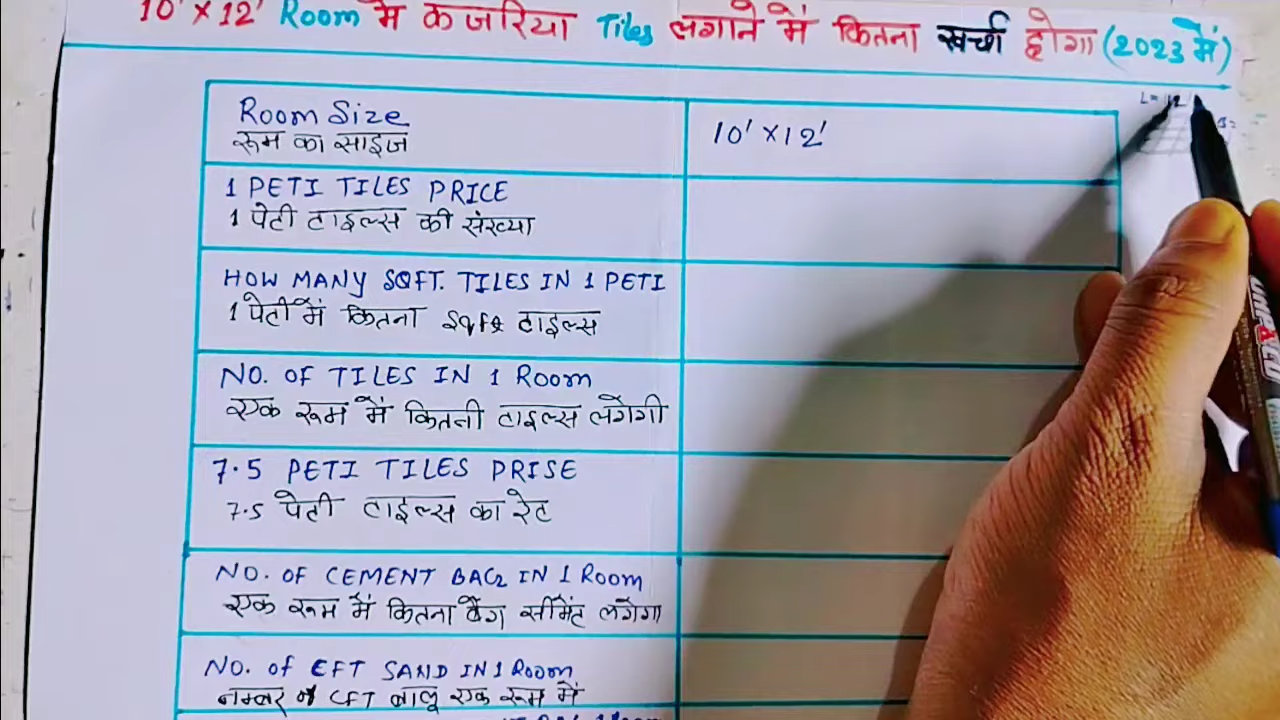 10' × 12' Room में कजरिया Tiles लगाने में कितना खर्चा होगा (2023 में)
L= 12
Room Size
रूम का साइज
10' × 12'
1 PETI TILES PRICE
1 पेटी टाइल्स की संख्या
HOW MANY SQFT. TILES IN 1 PETI
1 पेटी में कितना sqft टाइल्स
NO. OF TILES IN 1 Room
एक रूम में कितनी टाइल्स लगेगी
7.5 PETI TILES PRISE
7.5 पेटी टाइल्स का रेट
NO. OF CEMENT BAG IN 1 Room
एक रूम में कितना बैग सीमेंट लगेगा
NO. OF CFT SAND IN 1 Room
नम्बर of CFT बालू एक रूम में